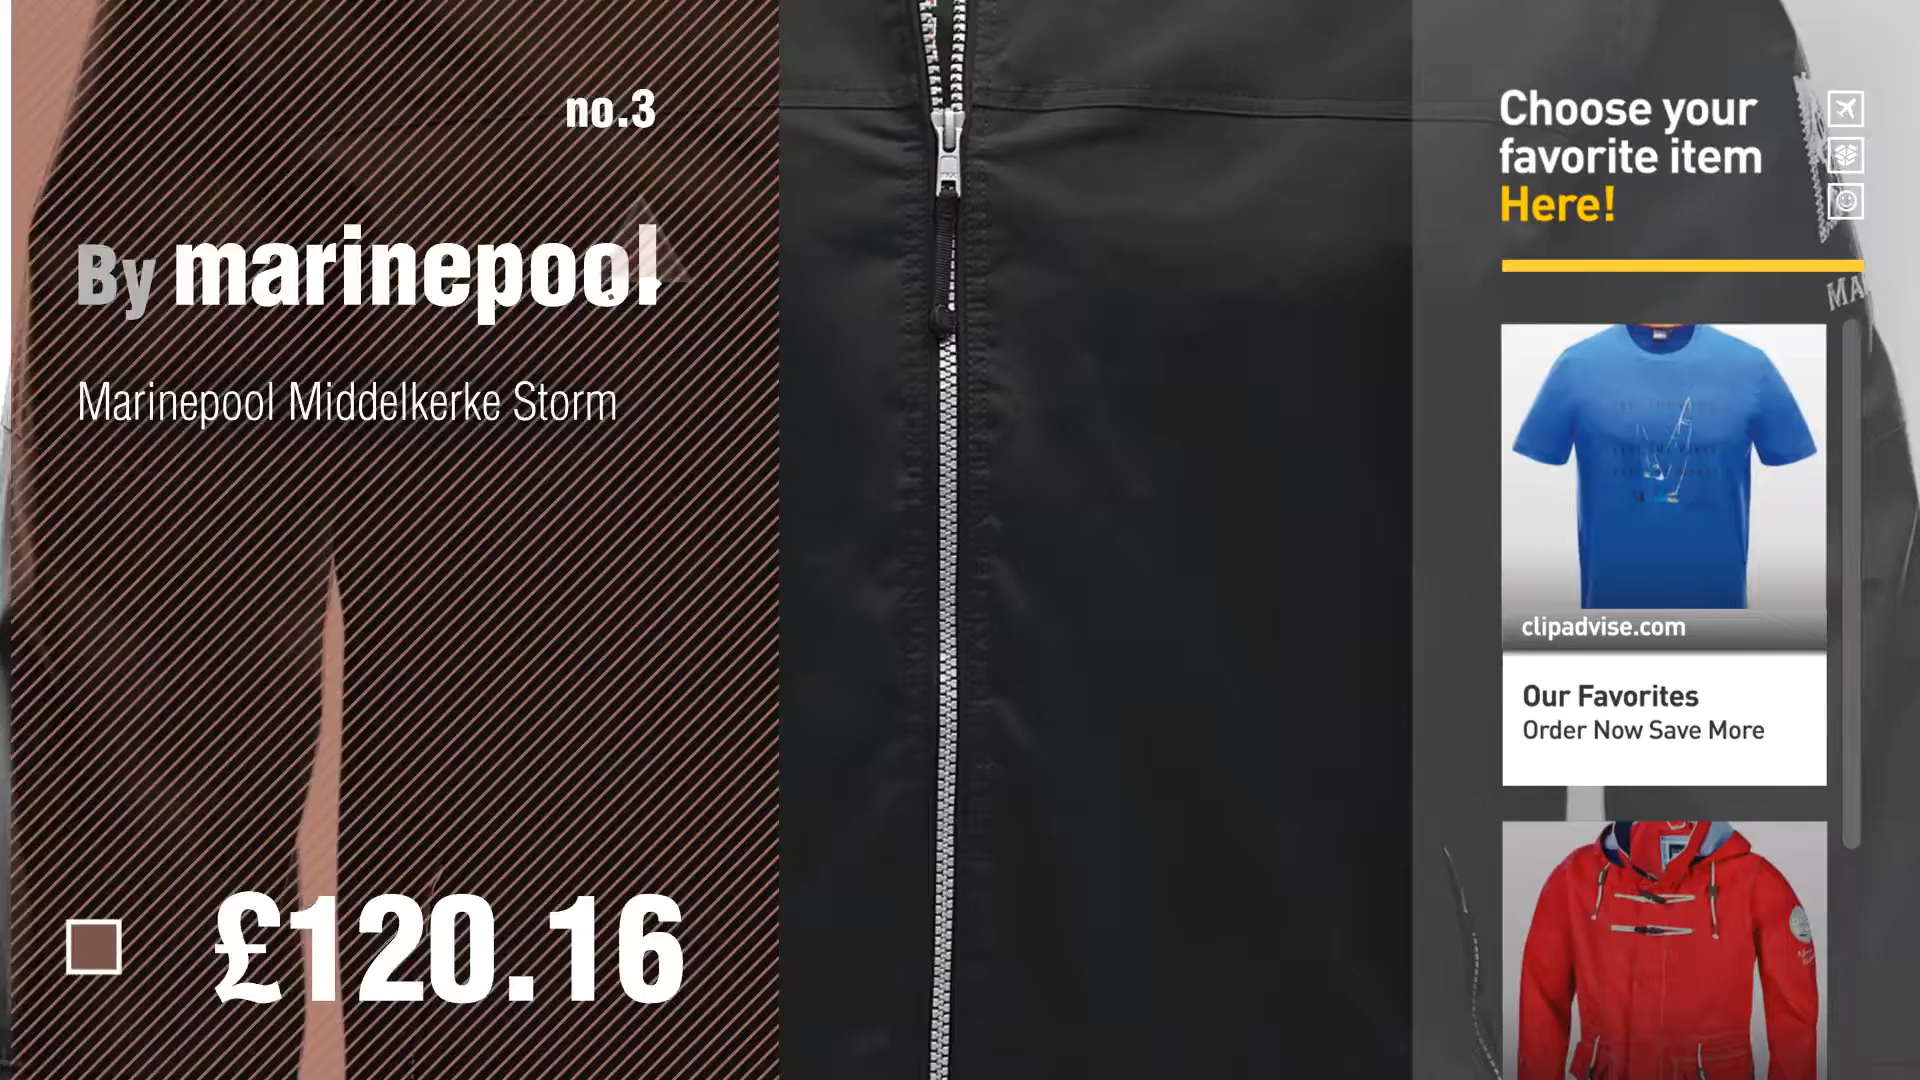 no.3
By marinepool
Marinepool Middelkerke Storm
£120.16
Choose your
favorite item
Here!
MA
clipadvise.com
Our Favorites
Order Now Save More